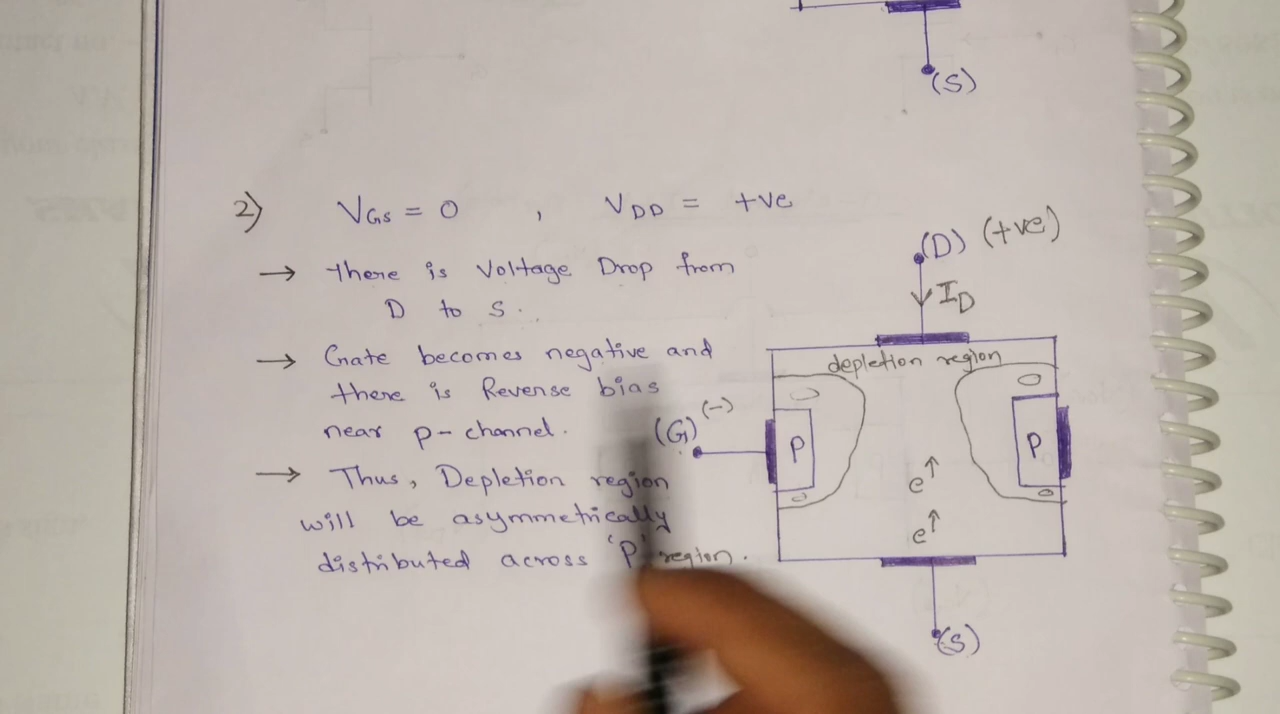 (S)
2) VGS = 0 , VDD = +ve
→ there is Voltage Drop from
D to S.
→ Gate becomes negative and
there is Reverse bias
near p-channel.
→ Thus, Depletion region
will be asymmetrically
distributed across 'P' region.
(D) (+ve)
ID
depletion region
(G) (-)
P
P
e↑
e↑
(S)